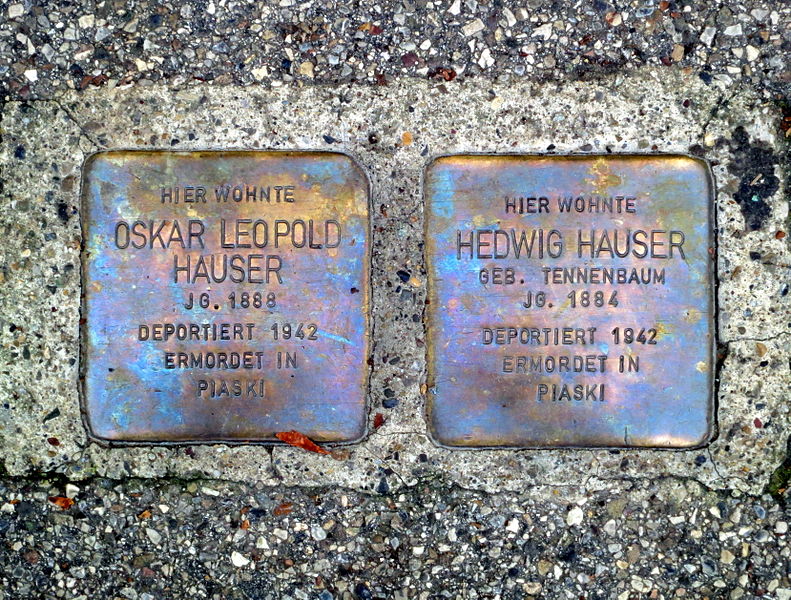 HIER WOHNTE
OSKAR LEOPOLD
HAUSER
JG. 1888
DEPORTIERT 1942
ERMORDET IN
PIASKI
HIER WOHNTE
HEDWIG HAUSER
GEB. TENNENBAUM
JG. 1884
DEPORTIERT 1942
ERMORDET IN
PIASKI